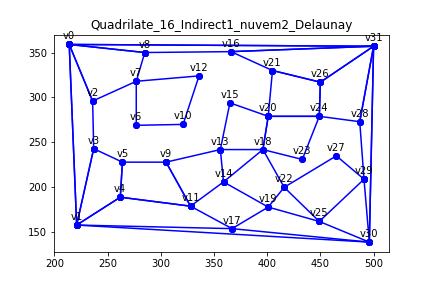 Quadrilate_16_Indirect1_nuvem2_Delaunay
v0
v31
v8
v16
350
v21
v12
v7
v26
300
v2
v15
v20
v24
v28
v6
v10
250
v3
v13
v18
v5
v9
v23
v27
200
v14
v22
v29
v4
v11
v19
v1
v17
v25
150
v30
200
250
300
350
400
450
500